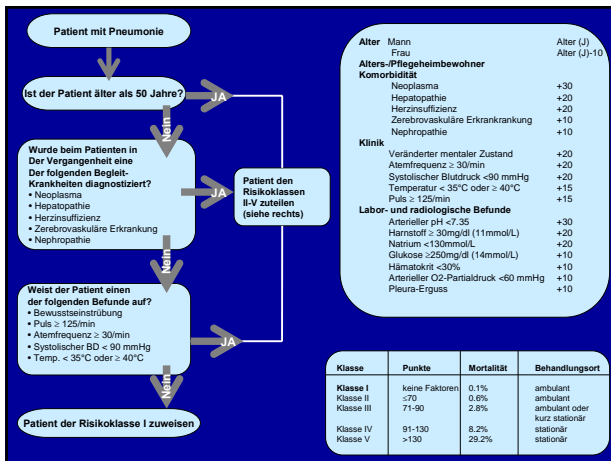 Patient mit Pneumonie
Ist der Patient älter als 50 Jahre?
JA
Nein
Wurde beim Patienten in
Der Vergangenheit eine
Der folgenden Begleit-
Krankheiten diagnostiziert?
• Neoplasma
• Hepatopathie
• Herzinsuffizienz
• Zerebrovaskuläre Erkrankung
• Nephropathie
JA
Patient den
Risikoklassen
II-V zuteilen
(siehe rechts)
Nein
Weist der Patient einen
der folgenden Befunde auf?
• Bewusstseinstrübung
• Puls ≥ 125/min
• Atemfrequenz ≥ 30/min
• Systolischer BD < 90 mmHg
• Temp. < 35°C oder ≥ 40°C
JA
Nein
Patient der Risikoklasse I zuweisen
Alter Mann Alter (J)
Frau Alter (J)-10
Alters-/Pflegeheimbewohner
Komorbidität
Neoplasma +30
Hepatopathie +20
Herzinsuffizienz +20
Zerebrovaskuläre Erkrankrankung +10
Nephropathie +10
Klinik
Veränderter mentaler Zustand +20
Atemfrequenz ≥ 30/min +20
Systolischer Blutdruck <90 mmHg +20
Temperatur < 35°C oder ≥ 40°C +15
Puls ≥ 125/min +15
Labor- und radiologische Befunde
Arterieller pH <7.35 +30
Harnstoff ≥ 30mg/dl (11mmol/L) +20
Natrium <130mmol/L +20
Glukose ≥250mg/dl (14mmol/L) +10
Hämatokrit <30% +10
Arterieller O2-Partialdruck <60 mmHg +10
Pleura-Erguss +10
Klasse Punkte Mortalität Behandlungsort
Klasse I keine Faktoren 0.1% ambulant
Klasse II ≤70 0.6% ambulant
Klasse III 71-90 2.8% ambulant oder
kurz stationär
Klasse IV 91-130 8.2% stationär
Klasse V >130 29.2% stationär